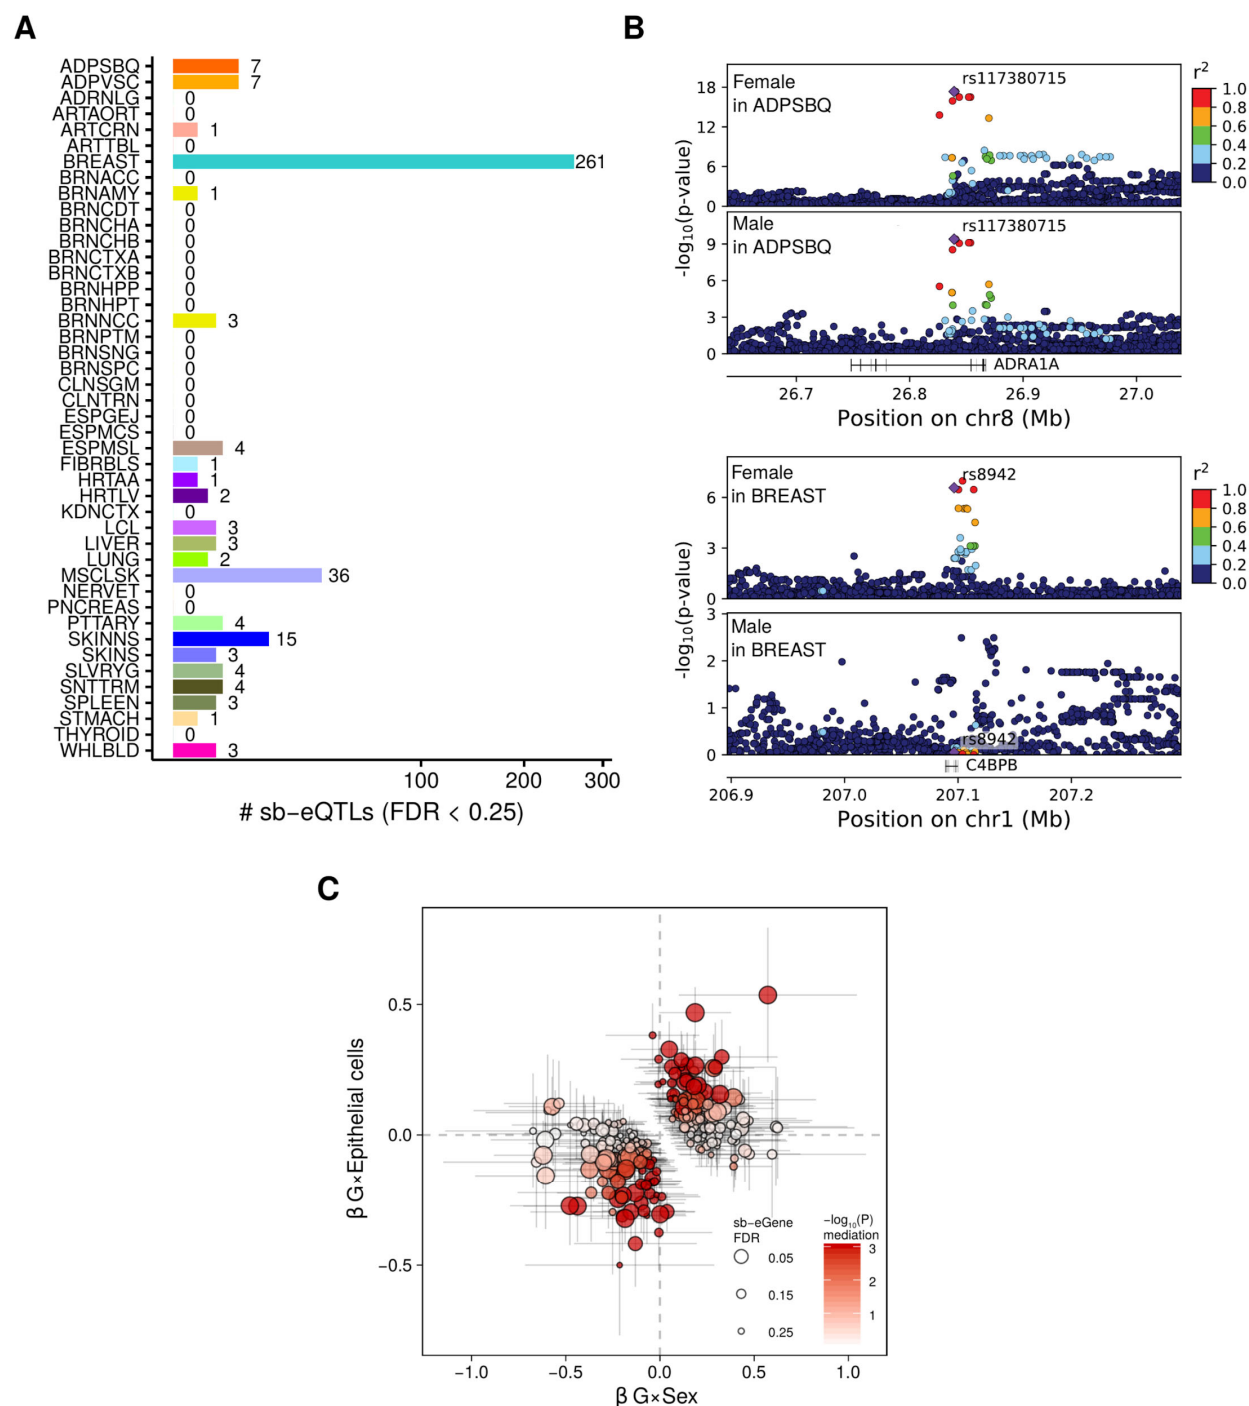 A
ADPSBQ 7
ADPVSC 7
ADRNLG 0
ARTAORT 0
ARTCRN 1
ARTTBL 0
BREAST 261
BRNACC 0
BRNAMY 1
BRNCDT 0
BRNCHA 0
BRNCHB 0
BRNCTXA 0
BRNCTXB 0
BRNHPP 0
BRNHPT 0
BRNNCC 3
BRNPTM 0
BRNSNG 0
BRNSPC 0
CLNSGM 0
CLNTRN 0
ESPGEJ 0
ESPMCS 0
ESPMSL 4
FIBRBLS 1
HRTAA 1
HRTLV 2
KDNCTX 0
LCL 3
LIVER 3
LUNG 2
MSCLSK 36
NERVET 0
PNCREAS 0
PTTARY 4
SKINNS 15
SKINS 3
SLVRYG 4
SNTTRM 4
SPLEEN 3
STMACH 1
THYROID 0
WHLBLD 3
100 200 300
# sb−eQTLs (FDR < 0.25)
B
Female
in ADPSBQ
rs117380715
18
12
6
0
r²
1.0
0.8
0.6
0.4
0.2
0.0
-log₁₀(p-value)
Male
in ADPSBQ
rs117380715
9
6
3
0
ADRA1A
26.7 26.8 26.9 27.0
Position on chr8 (Mb)
Female
in BREAST
rs8942
6
3
0
r²
1.0
0.8
0.6
0.4
0.2
0.0
-log₁₀(p-value)
Male
in BREAST
3
2
1
0
rs8942
C4BPB
206.9 207.0 207.1 207.2
Position on chr1 (Mb)
C
β G×Epithelial cells
0.5
0.0
−0.5
sb−eGene
FDR
0.05
0.15
0.25
−log₁₀(P)
mediation
3
2
1
−1.0 −0.5 0.0 0.5 1.0
β G×Sex